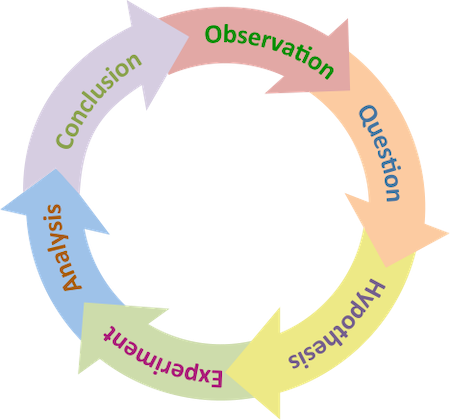 Observation
Question
Hypothesis
Experiment
Analysis
Conclusion